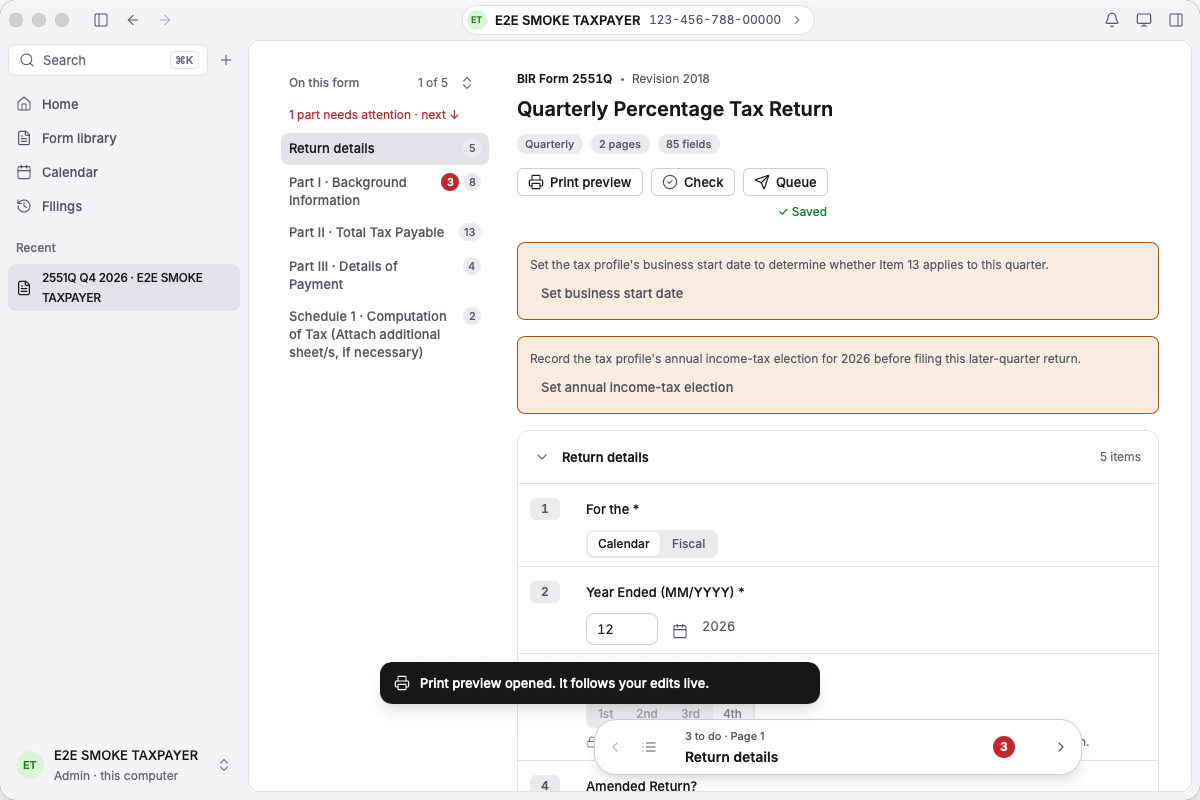 ET E2E SMOKE TAXPAYER 123-456-788-00000
Search ⌘K
Home
Form library
Calendar
Filings
Recent
2551Q Q4 2026 · E2E SMOKE
TAXPAYER
ET
E2E SMOKE TAXPAYER
Admin · this computer
On this form 1 of 5
1 part needs attention · next ↓
Return details 5
Part I · Background 3 8
Information
Part II · Total Tax Payable 13
Part III · Details of 4
Payment
Schedule 1 · Computation 2
of Tax (Attach additional
sheet/s, if necessary)
BIR Form 2551Q • Revision 2018
Quarterly Percentage Tax Return
Quarterly 2 pages 85 fields
Print preview Check Queue
✓ Saved
Set the tax profile's business start date to determine whether Item 13 applies to this quarter.
Set business start date
Record the tax profile's annual income-tax election for 2026 before filing this later-quarter return.
Set annual income-tax election
Return details 5 items
1 For the *
Calendar Fiscal
2 Year Ended (MM/YYYY) *
12 2026
Print preview opened. It follows your edits live.
1st 2nd 3rd 4th
n.
3 to do · Page 1
Return details 3
4 Amended Return?